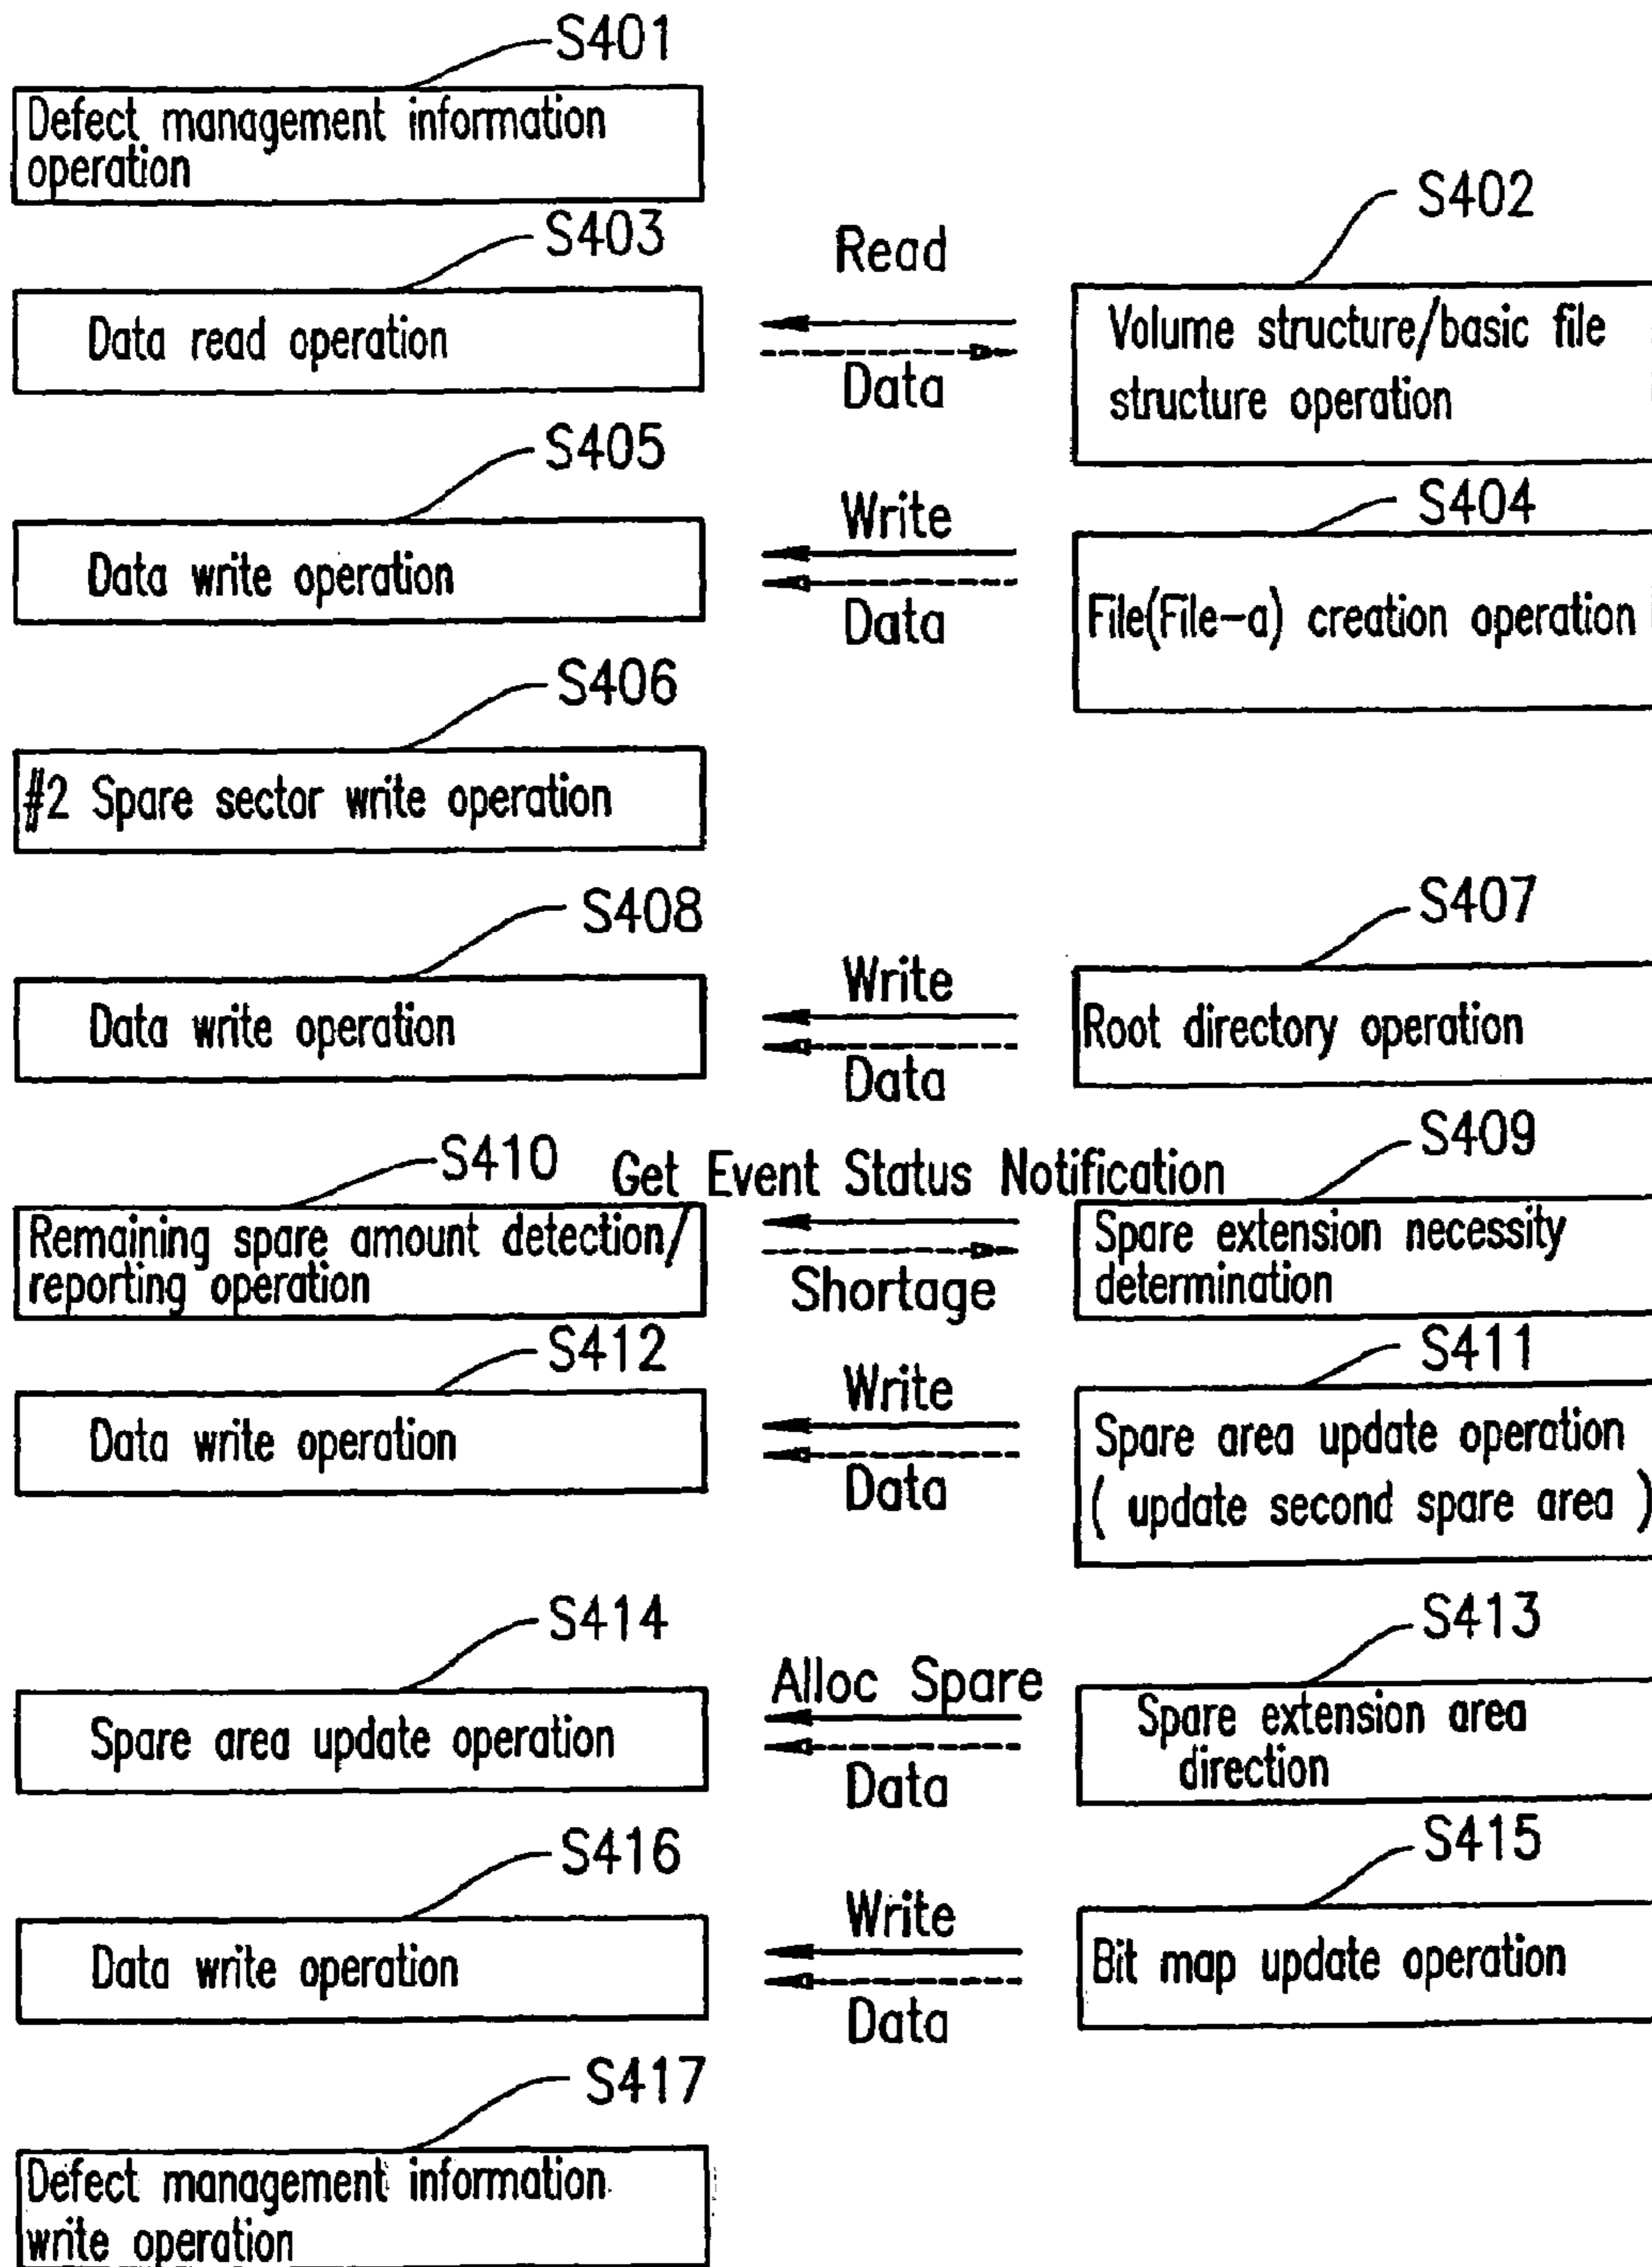 S401
Defect management information
operation
S402
S403
Read
Data read operation
Data
Volume structure/basic file
structure operation
S405
S404
Write
Data write operation
Data
File(File-a) creation operation
S406
#2 Spare sector write operation
S408
S407
Write
Data write operation
Data
Root directory operation
S410
S409
Get Event Status Notification
Remaining spare amount detection/
reporting operation
Shortage
Spare extension necessity
determination
S412
S411
Write
Data write operation
Data
Spare area update operation
( update second spare area )
S414
S413
Alloc Spare
Spare area update operation
Data
Spare extension area
direction
S416
S415
Write
Data write operation
Data
Bit map update operation
S417
Defect management information
write operation